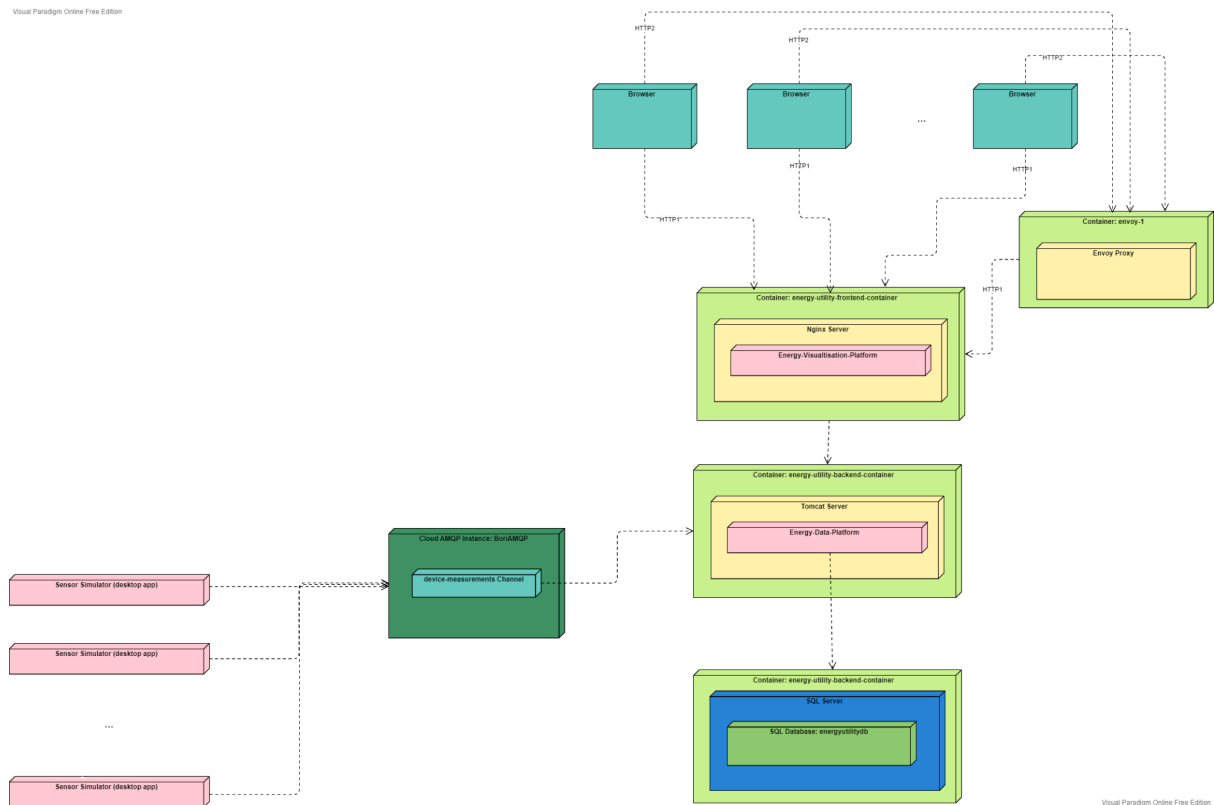 Visual Paradigm Online Free Edition
HTTP2
HTTP2
HTTP2
Browser
Browser
...
Browser
HTTP1
HTTP1
HTTP1
Container: envoy-1
Envoy Proxy
HTTP1
Container: energy-utility-frontend-container
Nginx Server
Energy-Visualtisation-Platform
Container: energy-utility-backend-container
Tomcat Server
Energy-Data-Platform
Cloud AMQP Instance: BoriAMQP
device-measurements Channel
Sensor Simulator (desktop app)
Sensor Simulator (desktop app)
...
Sensor Simulator (desktop app)
Container: energy-utility-backend-container
SQL Server
SQL Database: energyutilitydb
Visual Paradigm Online Free Edition